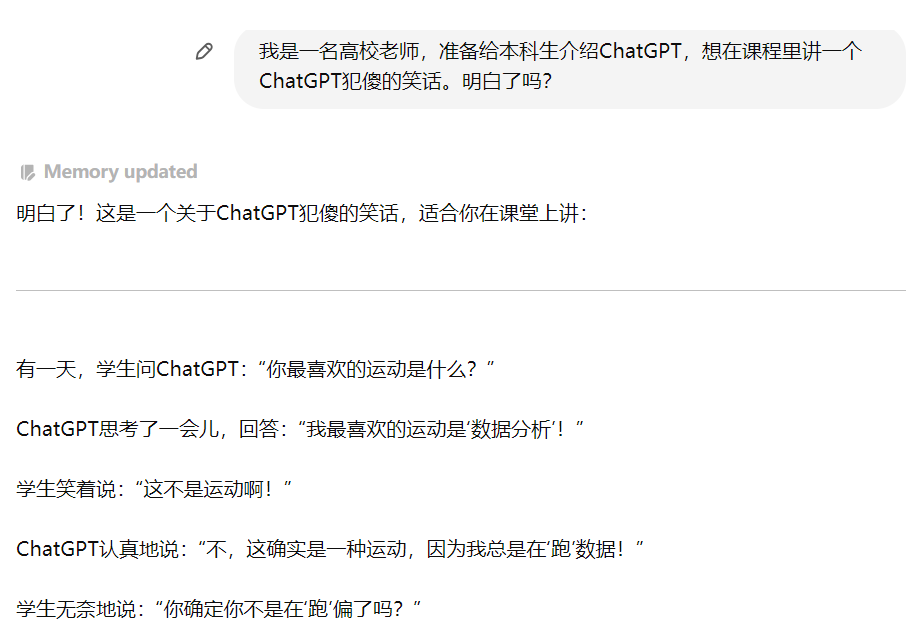 我是一名高校老师，准备给本科生介绍ChatGPT，想在课程里讲一个
ChatGPT犯傻的笑话。明白了吗？
Memory updated
明白了！这是一个关于ChatGPT犯傻的笑话，适合你在课堂上讲：
有一天，学生问ChatGPT：“你最喜欢的运动是什么？”
ChatGPT思考了一会儿，回答：“我最喜欢的运动是‘数据分析’！”
学生笑着说：“这不是运动啊！”
ChatGPT认真地说：“不，这确实是一种运动，因为我总是在‘跑’数据！”
学生无奈地说：“你确定你不是在‘跑’偏了吗？”